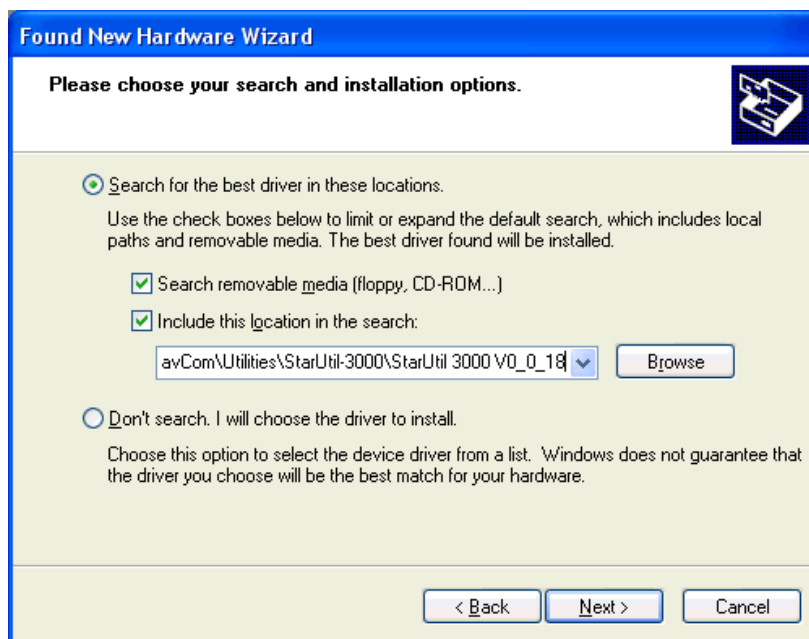 Found New Hardware Wizard
Please choose your search and installation options.
Search for the best driver in these locations.
Use the check boxes below to limit or expand the default search, which includes local
paths and removable media. The best driver found will be installed.
Search removable media (floppy, CD-ROM...)
Include this location in the search:
avCom\Utilities\StarUtil-3000\StarUtil 3000 V0_0_18
Browse
Don't search. I will choose the driver to install.
Choose this option to select the device driver from a list. Windows does not guarantee that
the driver you choose will be the best match for your hardware.
< Back
Next >
Cancel